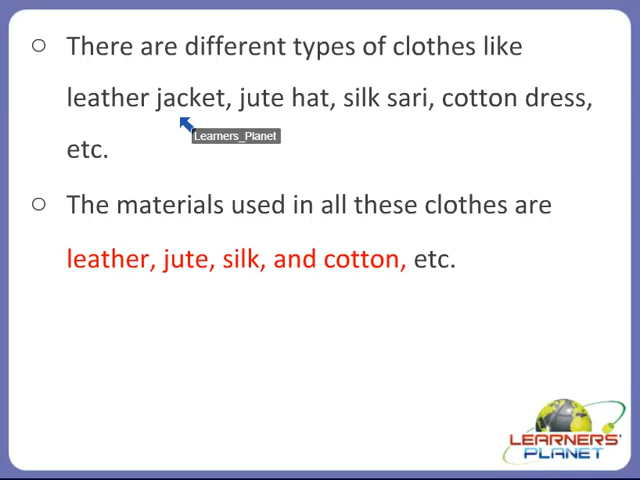 There are different types of clothes like
leather jacket, jute hat, silk sari, cotton dress,
Learners_Planet
etc.
The materials used in all these clothes are
leather, jute, silk, and cotton, etc.
LEARNERS'
PLANET